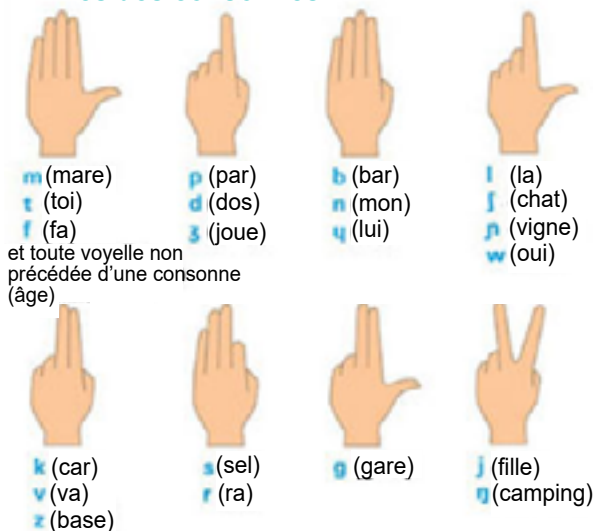 m (mare)
t (toi)
f (fa)
et toute voyelle non
précédée d'une consonne
(âge)
p (par)
d (dos)
ʒ (joue)
b (bar)
n (mon)
ɥ (lui)
l (la)
ʃ (chat)
ɲ (vigne)
w (oui)
k (car)
v (va)
z (base)
s (sel)
r (ra)
g (gare)
j (fille)
ŋ (camping)